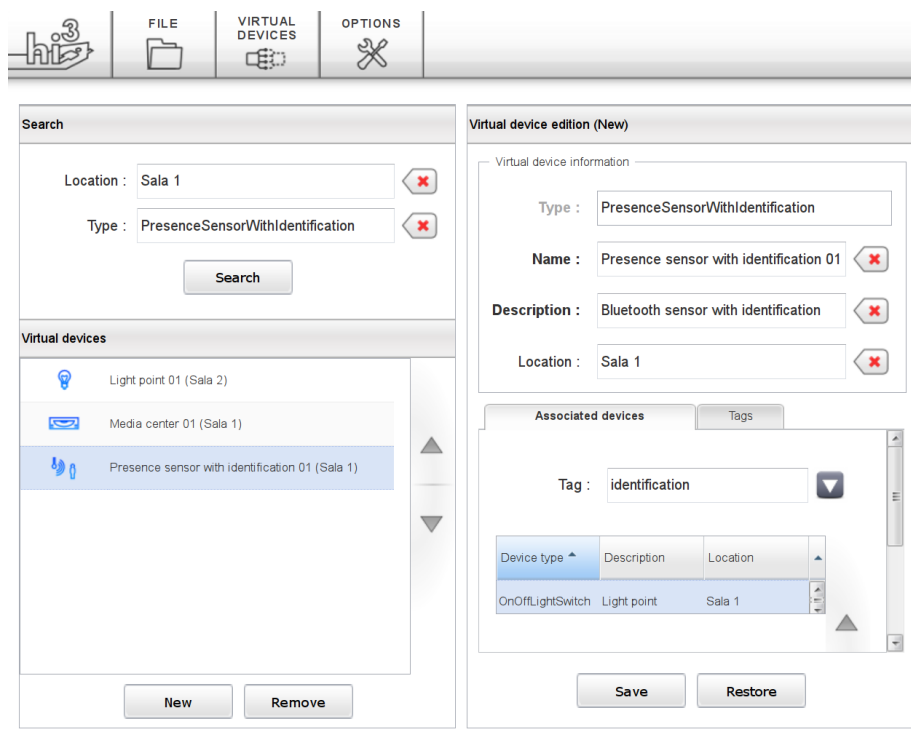 hi3
FILE
VIRTUAL
DEVICES
OPTIONS
Search
Location :
Sala 1
Type :
PresenceSensorWithIdentification
Search
Virtual devices
Light point 01 (Sala 2)
Media center 01 (Sala 1)
Presence sensor with identification 01 (Sala 1)
New
Remove
Virtual device edition (New)
Virtual device information
Type :
PresenceSensorWithIdentification
Name :
Presence sensor with identification 01
Description :
Bluetooth sensor with identification
Location :
Sala 1
Associated devices
Tags
Tag :
identification
Device type
Description
Location
OnOffLightSwitch
Light point
Sala 1
Save
Restore